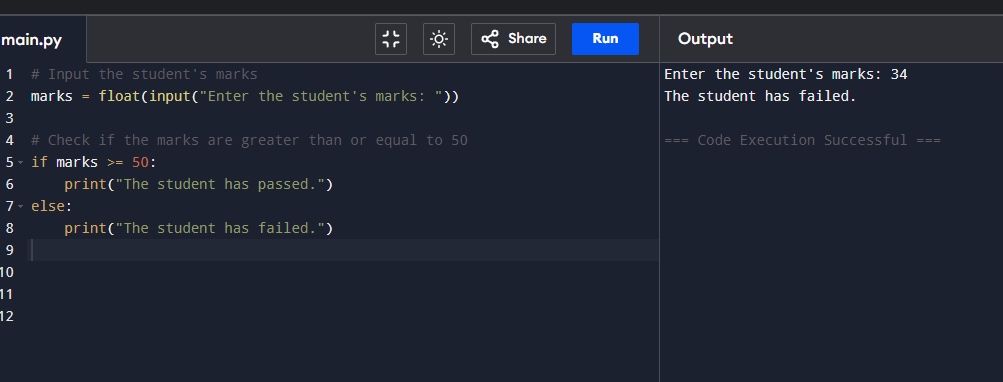 main.py
Share
Run
Output
1 # Input the student's marks
2 marks = float(input("Enter the student's marks: "))
3
4 # Check if the marks are greater than or equal to 50
5 if marks >= 50:
6     print("The student has passed.")
7 else:
8     print("The student has failed.")
9
10
11
12
Enter the student's marks: 34
The student has failed.
=== Code Execution Successful ===